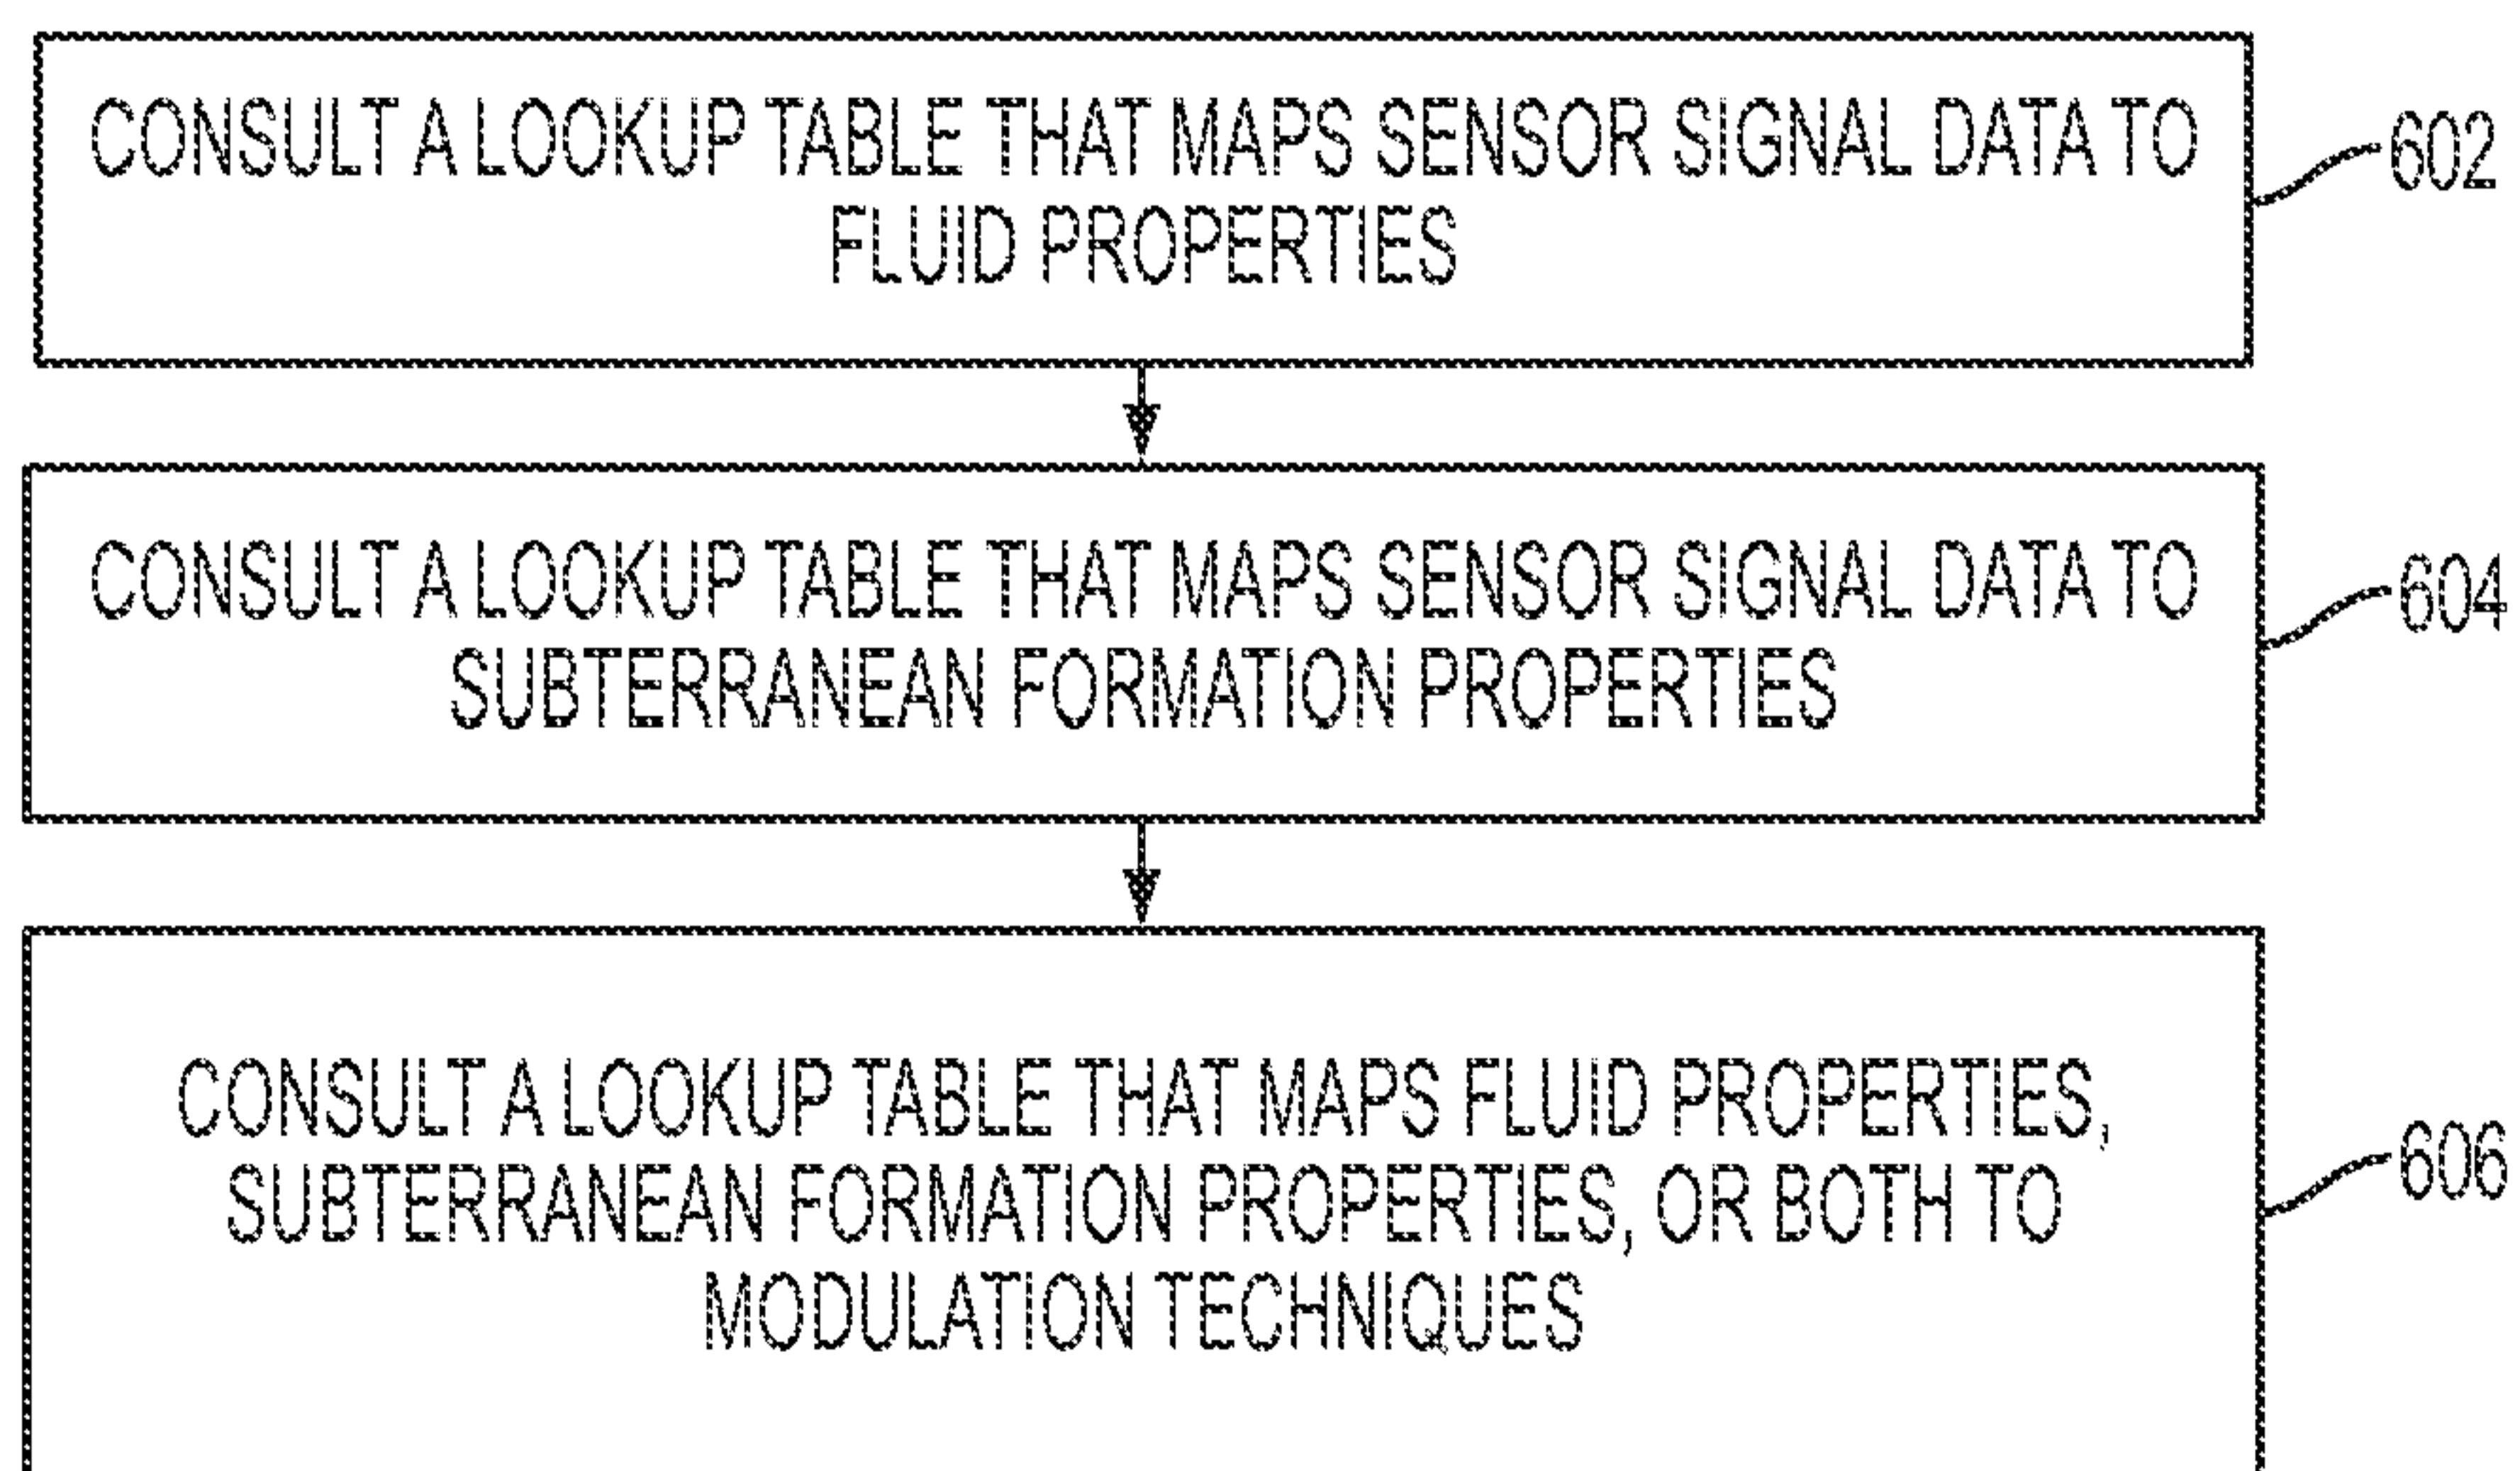 CONSULT A LOOKUP TABLE THAT MAPS SENSOR SIGNAL DATA TO
FLUID PROPERTIES
602
CONSULT A LOOKUP TABLE THAT MAPS SENSOR SIGNAL DATA TO
SUBTERRANEAN FORMATION PROPERTIES
604
CONSULT A LOOKUP TABLE THAT MAPS FLUID PROPERTIES,
SUBTERRANEAN FORMATION PROPERTIES, OR BOTH TO
MODULATION TECHNIQUES
606